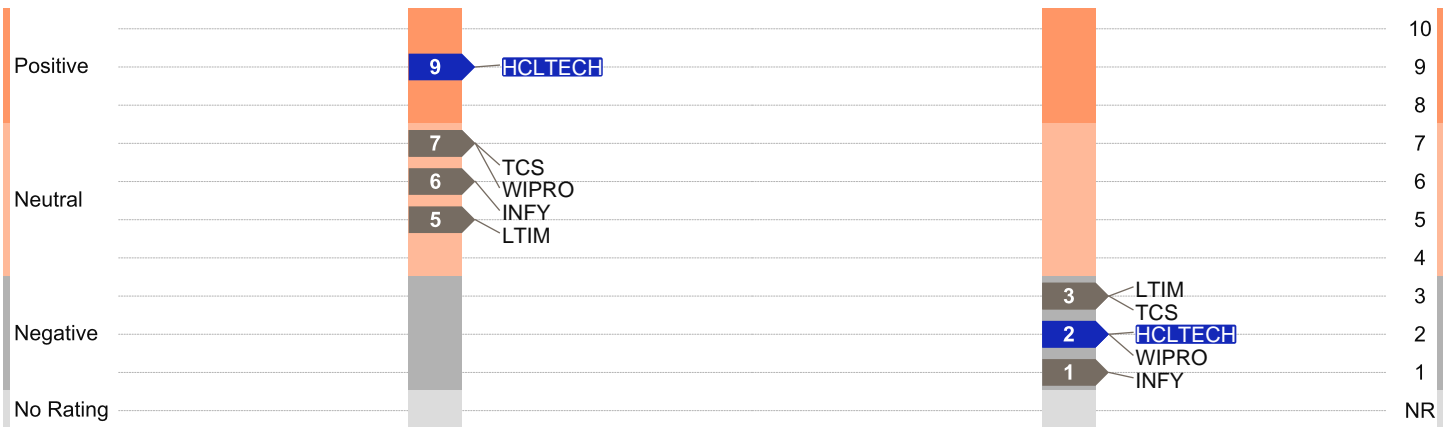 10
Positive
9
HCLTECH
9
8
7
7
TCS
6
6
WIPRO
Neutral
INFY
5
5
LTIM
4
3
LTIM
3
TCS
Negative
2
HCLTECH
2
WIPRO
1
INFY
1
No Rating
NR